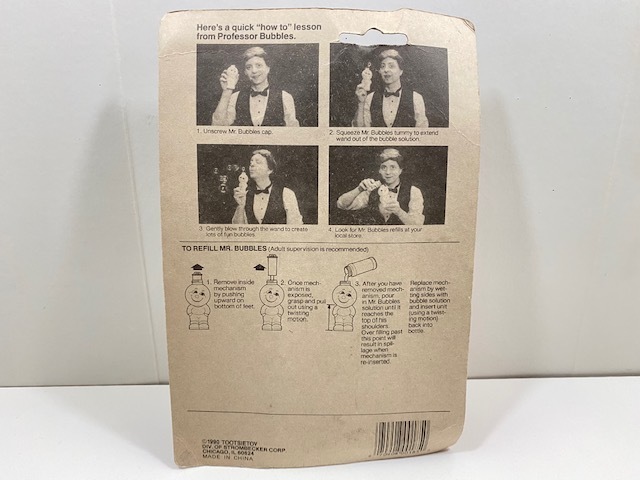 Here's a quick "how to" lesson
from Professor Bubbles.
1. Unscrew Mr. Bubbles cap.
2. Squeeze Mr. Bubbles tummy to extend
wand out of the bubble solution.
3. Gently blow through the wand to create
lots of fun bubbles.
4. Look for Mr. Bubbles refills at your
local store.
TO REFILL MR. BUBBLES (Adult supervision is recommended)
1. Remove inside
mechanism
by pushing
upward on
bottom of feet.
2. Once mech-
anism is
exposed,
grasp and pull
out using a
twisting
motion.
3. After you have
removed mech-
anism, pour
in Mr. Bubbles
solution until it
reaches the
top of his
shoulders.
Over filling past
this point will
result in spil-
lage when
mechanism is
re-inserted.
Replace mech-
anism by wet-
ting sides with
bubble solution
and insert unit
(using a twist-
ing motion)
back into
bottle.
©1990 TOOTSIETOY
DIV. OF STROMBECKER CORP.
CHICAGO, IL 60624
MADE IN CHINA